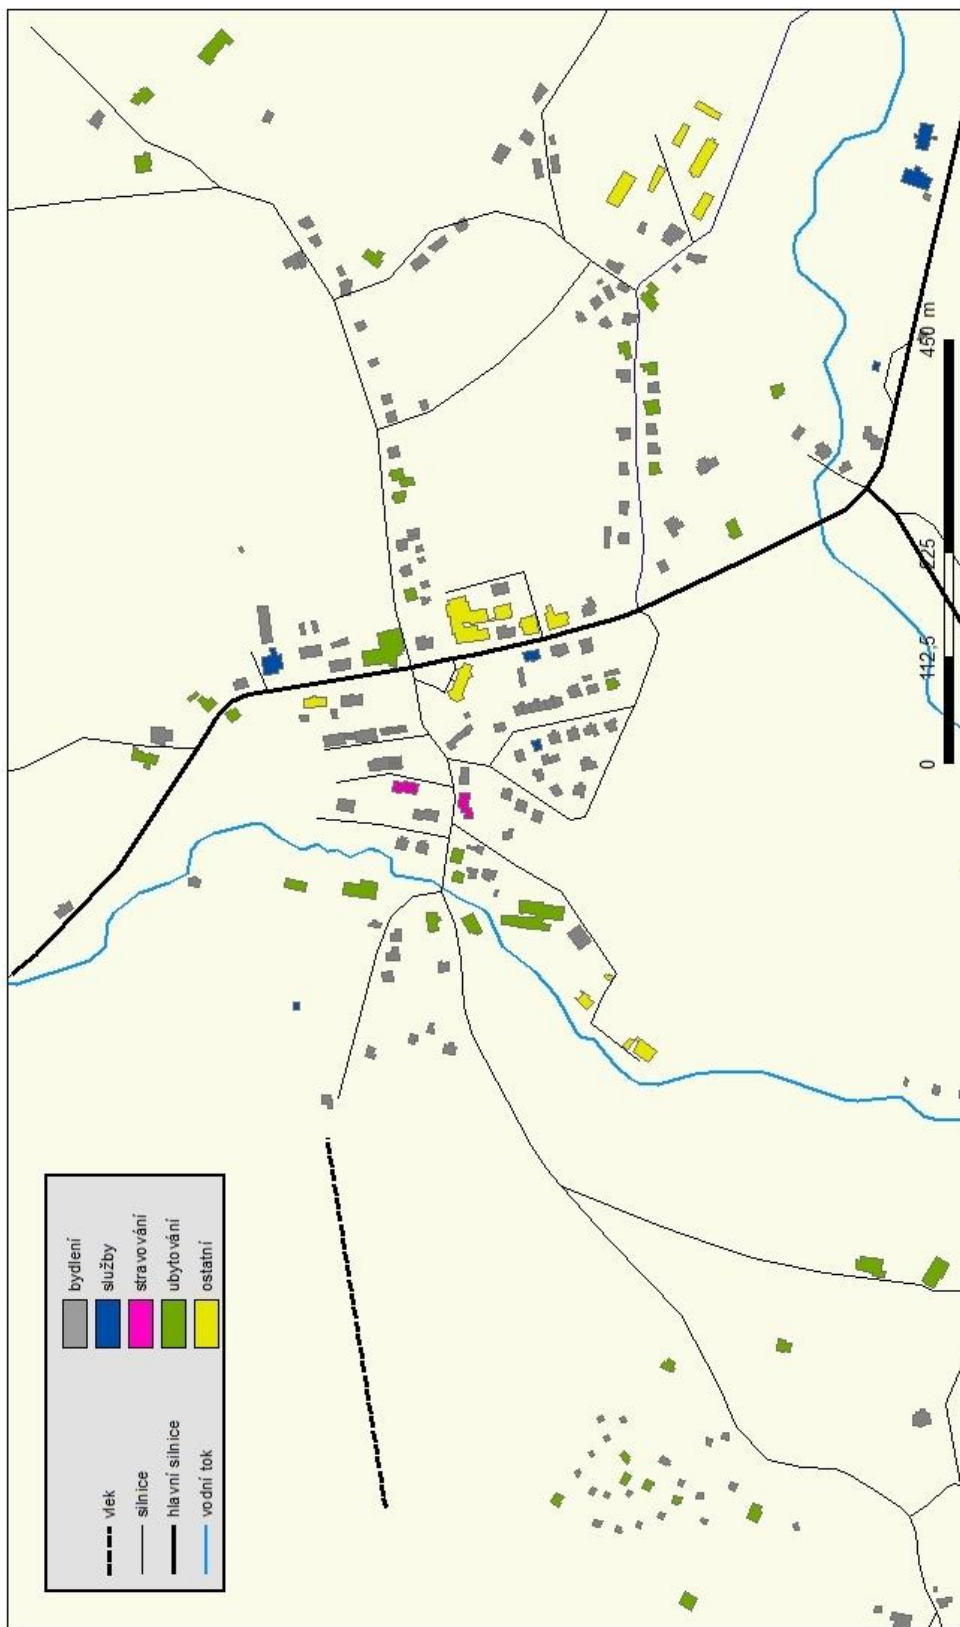 vlek
silnice
hlavní silnice
vodní tok
bydlení
služby
stravování
ubytování
ostatní
0 112,5 225 450 m